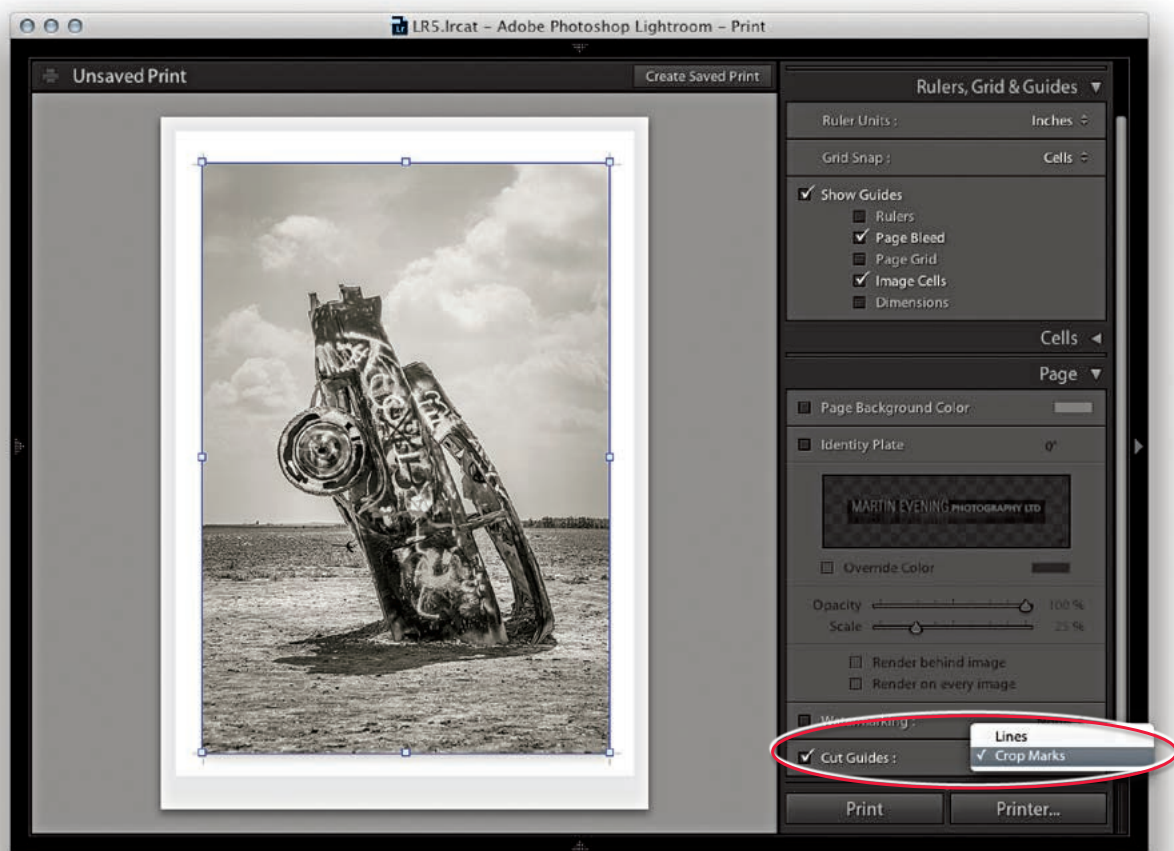 LR5.lrcat – Adobe Photoshop Lightroom – Print
Unsaved Print
Create Saved Print
Rulers, Grid & Guides
Ruler Units : Inches
Grid Snap : Cells
Show Guides
Rulers
Page Bleed
Page Grid
Image Cells
Dimensions
Cells
Page
Page Background Color
Identity Plate 0°
MARTIN EVENING PHOTOGRAPHY LTD
Override Color
Opacity 100 %
Scale 25 %
Render behind image
Render on every image
Watermarking :
Lines
Cut Guides : Crop Marks
Print Printer...